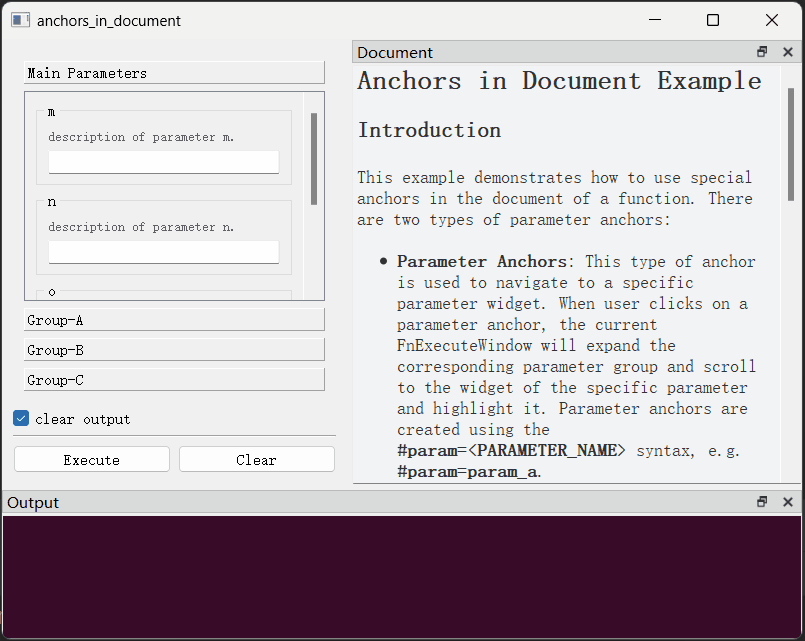 anchors_in_document
Main Parameters
m
description of parameter m.
n
description of parameter n.
o
Group-A
Group-B
Group-C
clear output
Execute
Clear
Document
Anchors in Document Example
Introduction
This example demonstrates how to use special
anchors in the document of a function. There
are two types of parameter anchors:
• Parameter Anchors: This type of anchor
is used to navigate to a specific
parameter widget. When user clicks on a
parameter anchor, the current
FnExecuteWindow will expand the
corresponding parameter group and scroll
to the widget of the specific parameter
and highlight it. Parameter anchors are
created using the
#param=<PARAMETER_NAME> syntax, e.g.
#param=param_a.
Output